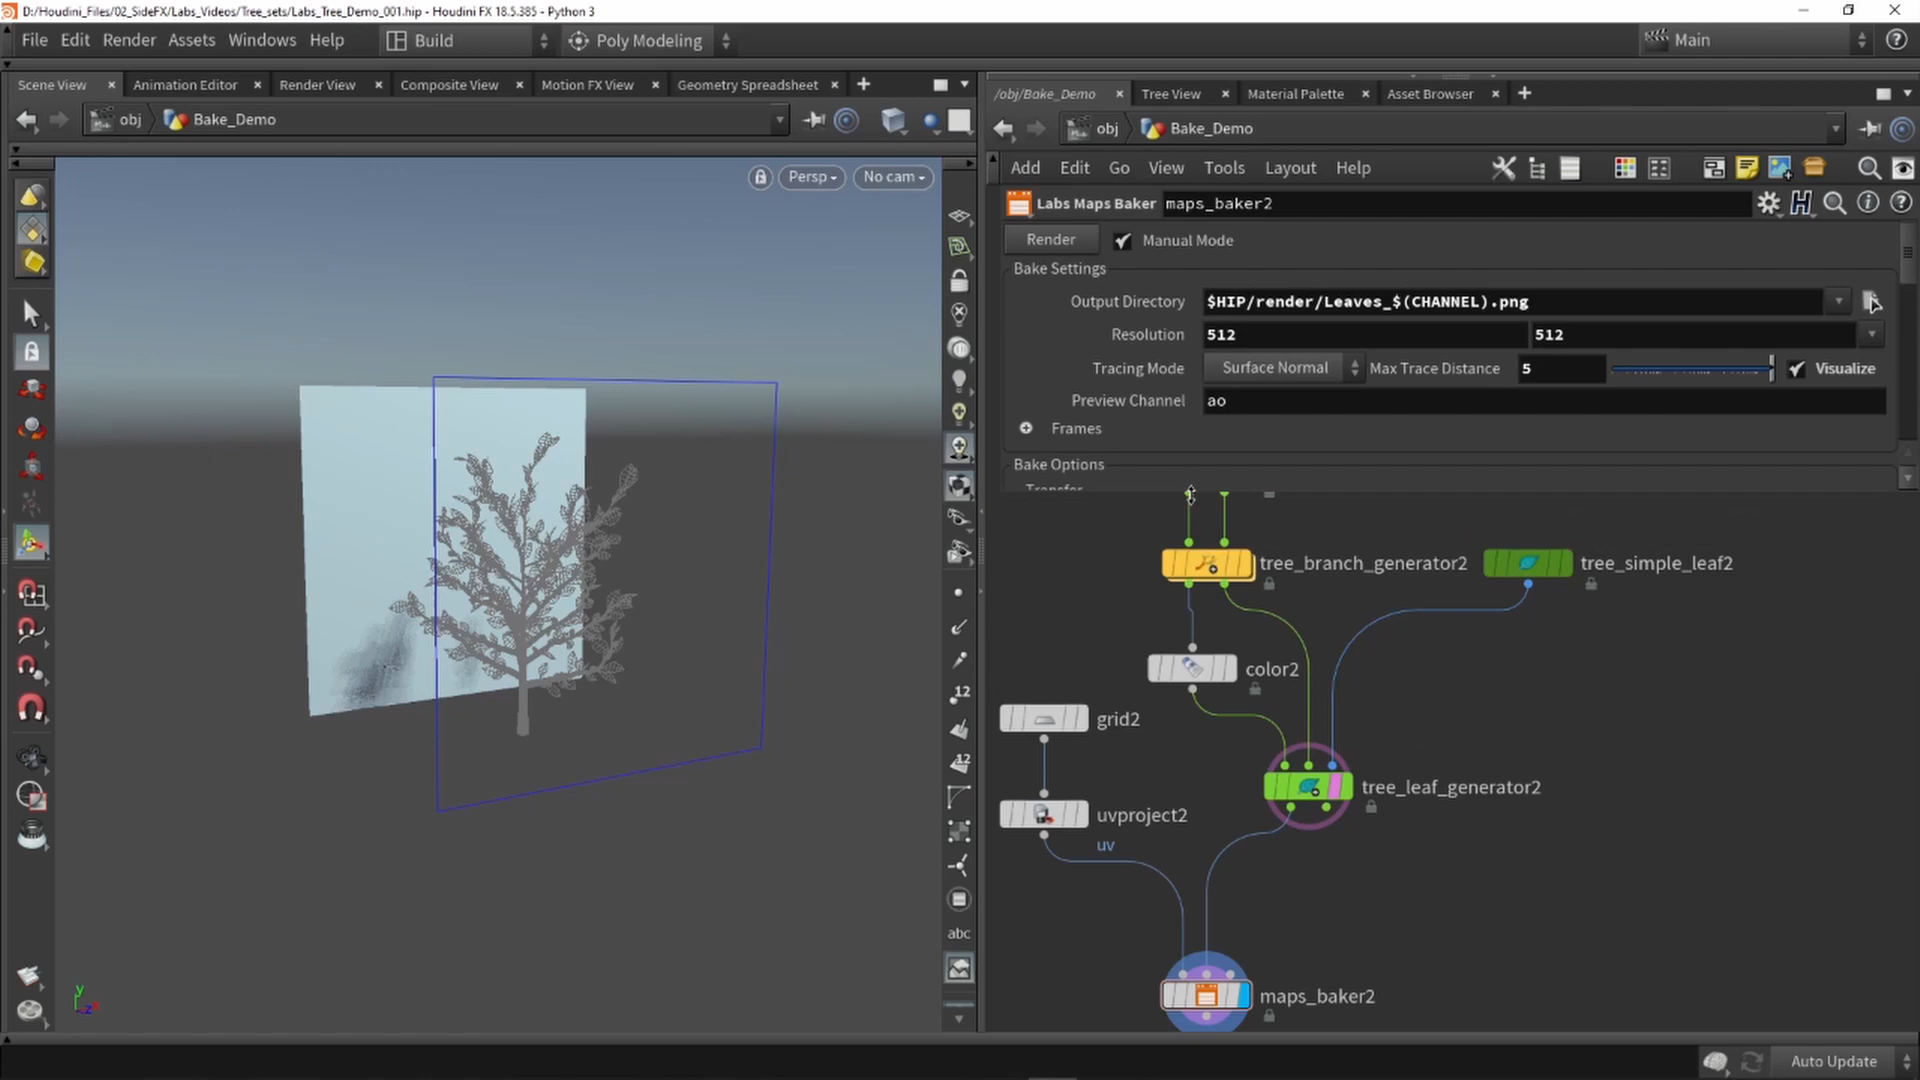 D:/Houdini_Files/02_SideFX/Labs_Videos/Tree_sets/Labs_Tree_Demo_001.hip - Houdini FX 18.5.385 - Python 3
File Edit Render Assets Windows Help Build Poly Modeling Main
Scene View Animation Editor Render View Composite View Motion FX View Geometry Spreadsheet
obj Bake_Demo
Persp No cam
12
12
abc
y
z
/obj/Bake_Demo Tree View Material Palette Asset Browser
obj Bake_Demo
Add Edit Go View Tools Layout Help
Labs Maps Baker maps_baker2
Render Manual Mode
Bake Settings
Output Directory $HIP/render/Leaves_$(CHANNEL).png
Resolution 512 512
Tracing Mode Surface Normal Max Trace Distance 5 Visualize
Preview Channel ao
Frames
Bake Options
Transfer
tree_branch_generator2 tree_simple_leaf2
color2
grid2
tree_leaf_generator2
uvproject2
uv
maps_baker2
Auto Update